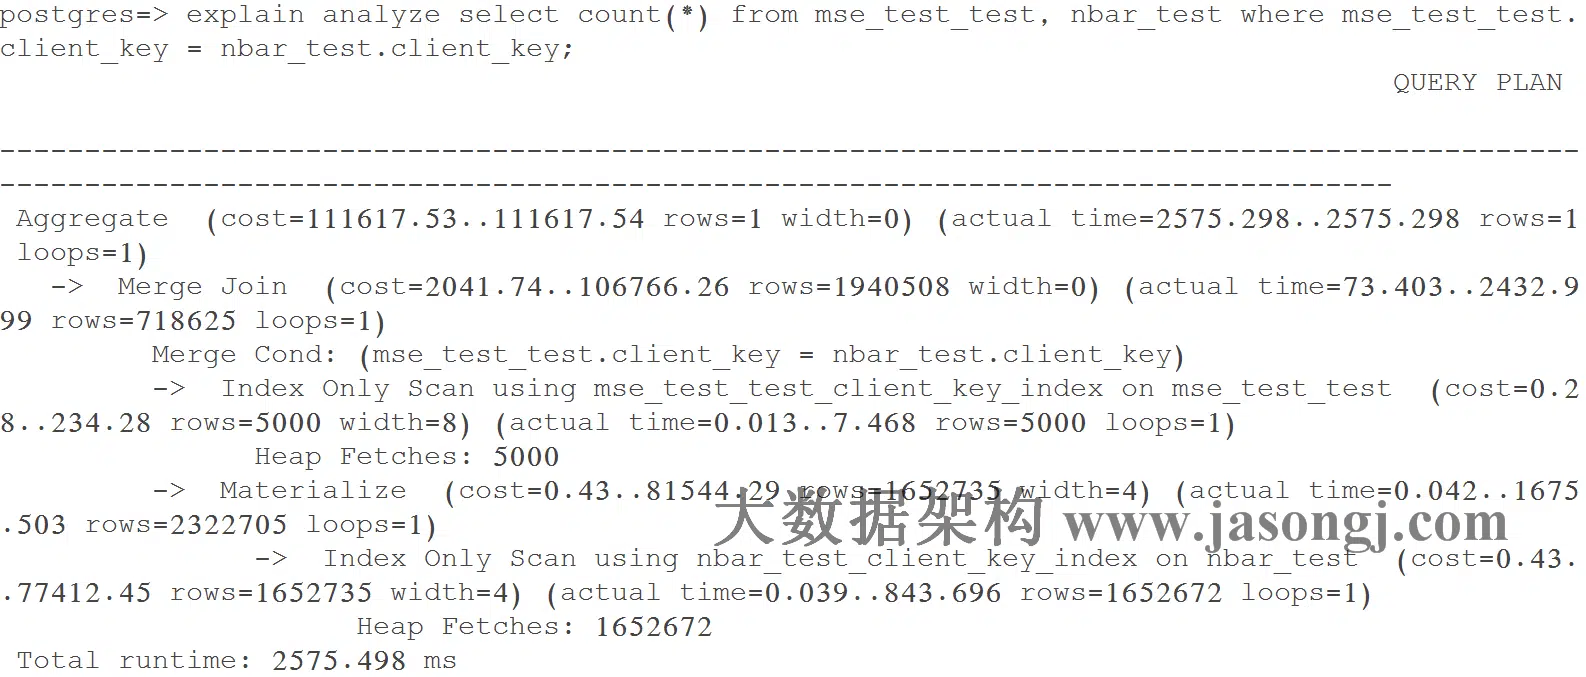 postgres=> explain analyze select count(*) from mse_test_test, nbar_test where mse_test_test.
client_key = nbar_test.client_key;
QUERY PLAN
---------------------------------------------------------------------------------------------
----------------------------------------------------------------------------------
Aggregate  (cost=111617.53..111617.54 rows=1 width=0) (actual time=2575.298..2575.298 rows=1
loops=1)
->  Merge Join  (cost=2041.74..106766.26 rows=1940508 width=0) (actual time=73.403..2432.9
99 rows=718625 loops=1)
Merge Cond: (mse_test_test.client_key = nbar_test.client_key)
->  Index Only Scan using mse_test_test_client_key_index on mse_test_test  (cost=0.2
8..234.28 rows=5000 width=8) (actual time=0.013..7.468 rows=5000 loops=1)
Heap Fetches: 5000
->  Materialize  (cost=0.43..81544.29 rows=1652735 width=4) (actual time=0.042..1675
.503 rows=2322705 loops=1)
大数据架构 www.jasongj.com
->  Index Only Scan using nbar_test_client_key_index on nbar_test  (cost=0.43.
.77412.45 rows=1652735 width=4) (actual time=0.039..843.696 rows=1652672 loops=1)
Heap Fetches: 1652672
Total runtime: 2575.498 ms